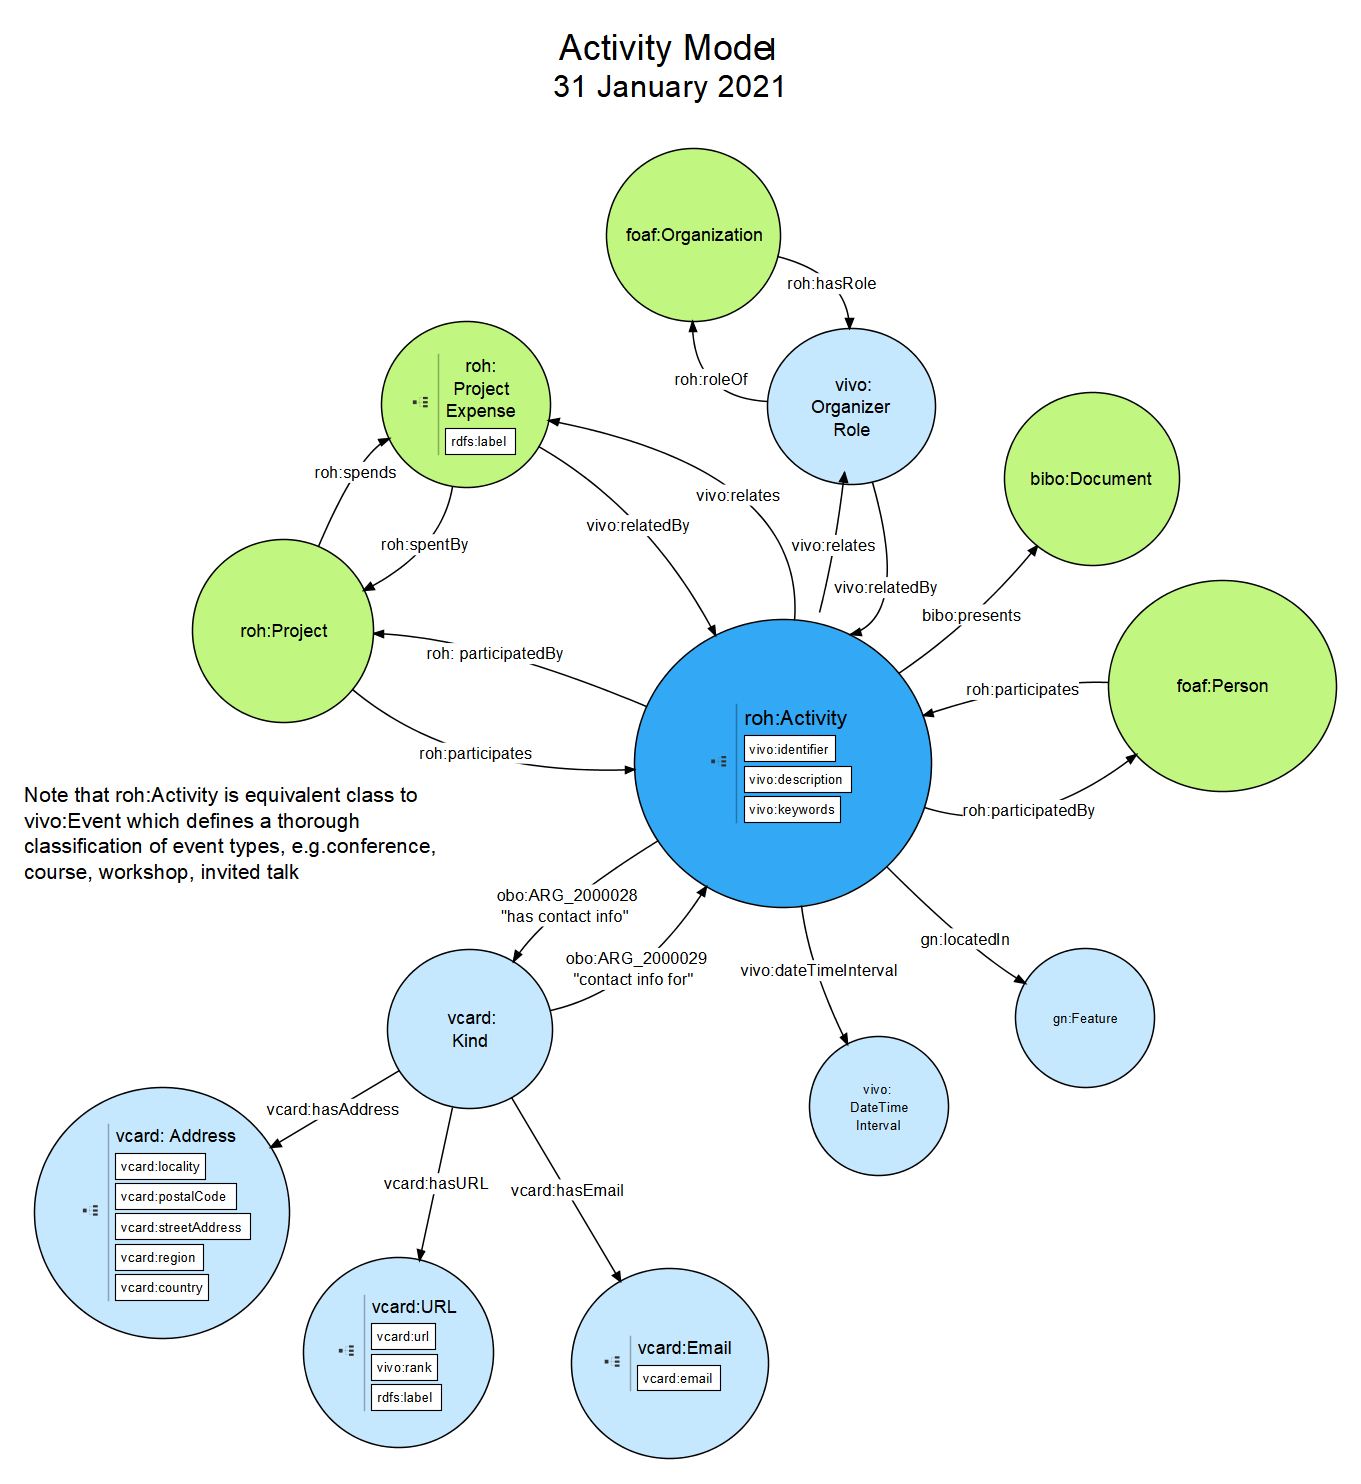 Activity Model
31 January 2021
foaf:Organization
roh:hasRole
roh:roleOf
vivo:
Organizer
Role
roh:
Project
Expense
rdfs:label
roh:spends
roh:spentBy
vivo:relates
vivo:relatedBy
vivo:relates
vivo:relatedBy
bibo:Document
bibo:presents
roh:Project
roh: participatedBy
roh:participates
foaf:Person
roh:participates
roh:participatedBy
roh:Activity
vivo:identifier
vivo:description
vivo:keywords
Note that roh:Activity is equivalent class to
vivo:Event which defines a thorough
classification of event types, e.g.conference,
course, workshop, invited talk
obo:ARG_2000028
"has contact info"
obo:ARG_2000029
"contact info for"
vivo:dateTimeInterval
gn:locatedIn
gn:Feature
vivo:
DateTime
Interval
vcard:
Kind
vcard:hasAddress
vcard:hasURL
vcard:hasEmail
vcard: Address
vcard:locality
vcard:postalCode
vcard:streetAddress
vcard:region
vcard:country
vcard:URL
vcard:url
vivo:rank
rdfs:label
vcard:Email
vcard:email